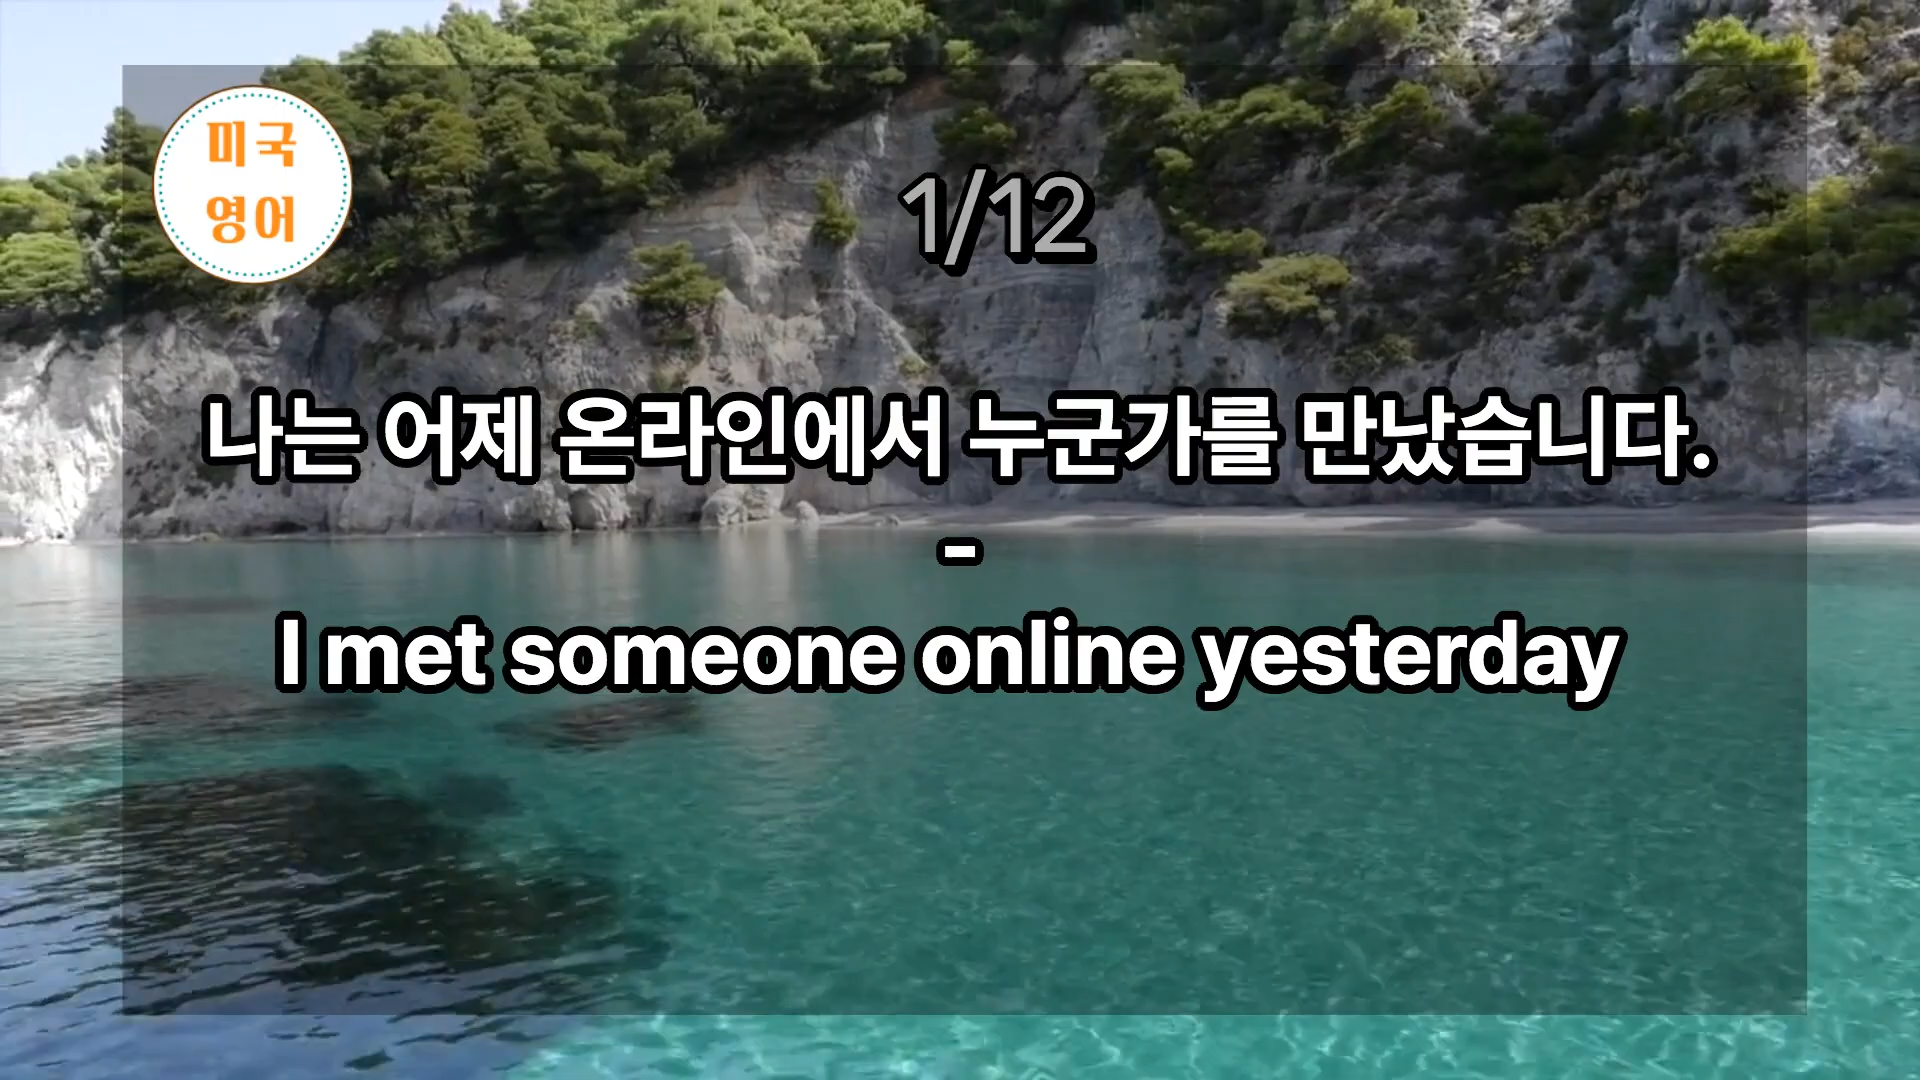 미국
영어
1/12
나는 어제 온라인에서 누군가를 만났습니다.
-
I met someone online yesterday